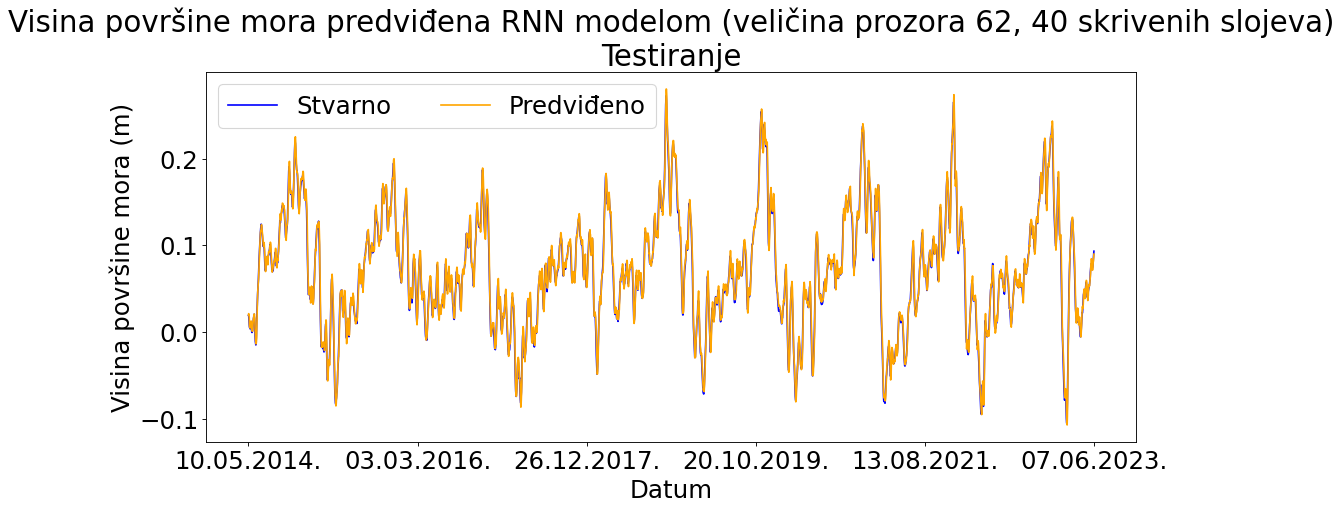 Visina površine mora predviđena RNN modelom (veličina prozora 62, 40 skrivenih slojeva)
Testiranje
Stvarno
Predviđeno
Visina površine mora (m)
0.2
0.1
0.0
−0.1
10.05.2014.
03.03.2016.
26.12.2017.
20.10.2019.
13.08.2021.
07.06.2023.
Datum